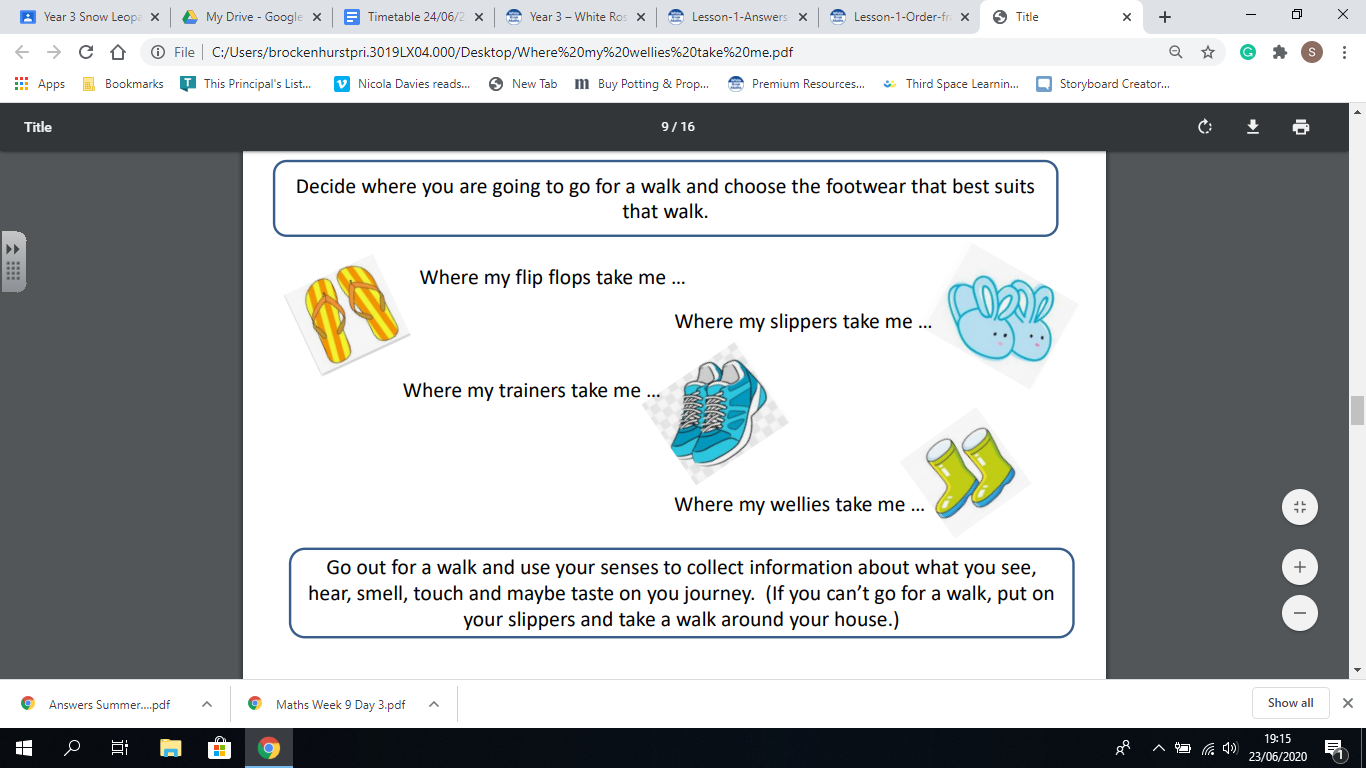 Year 3 Snow Leopa
My Drive - Google
Timetable 24/06/2
Year 3 – White Ros
Lesson-1-Answers
Lesson-1-Order-fra
Title
File | C:/Users/brockenhurstpri.3019LX04.000/Desktop/Where%20my%20wellies%20take%20me.pdf
S
Apps
Bookmarks
This Principal's List...
Nicola Davies reads...
New Tab
Buy Potting & Prop...
Premium Resources...
Third Space Learnin...
Storyboard Creator...
Title
9 / 16
Decide where you are going to go for a walk and choose the footwear that best suits
that walk.
Where my flip flops take me ...
Where my slippers take me ...
Where my trainers take me ...
Where my wellies take me ...
Go out for a walk and use your senses to collect information about what you see,
hear, smell, touch and maybe taste on you journey. (If you can't go for a walk, put on
your slippers and take a walk around your house.)
Answers Summer....pdf
Maths Week 9 Day 3.pdf
Show all
19:15
23/06/2020
1